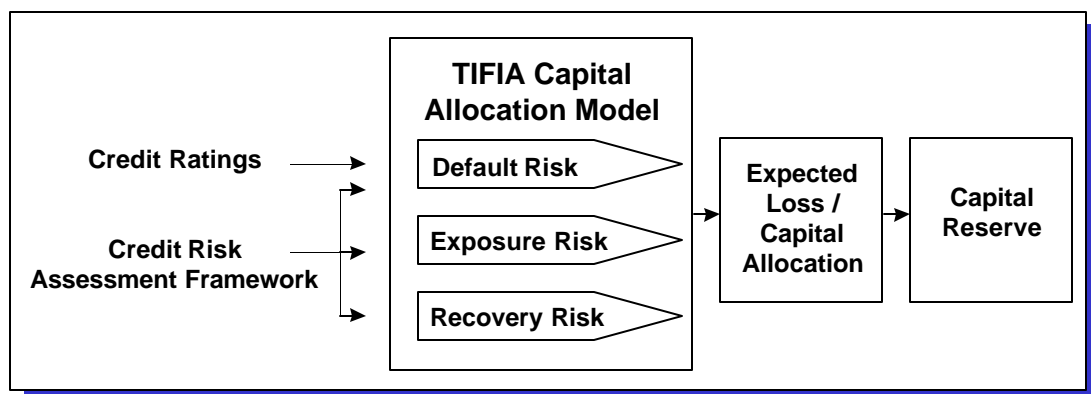 TIFIA Capital
Allocation Model
Credit Ratings
Default Risk
Credit Risk
Assessment Framework
Exposure Risk
Recovery Risk
Expected
Loss /
Capital
Allocation
Capital
Reserve